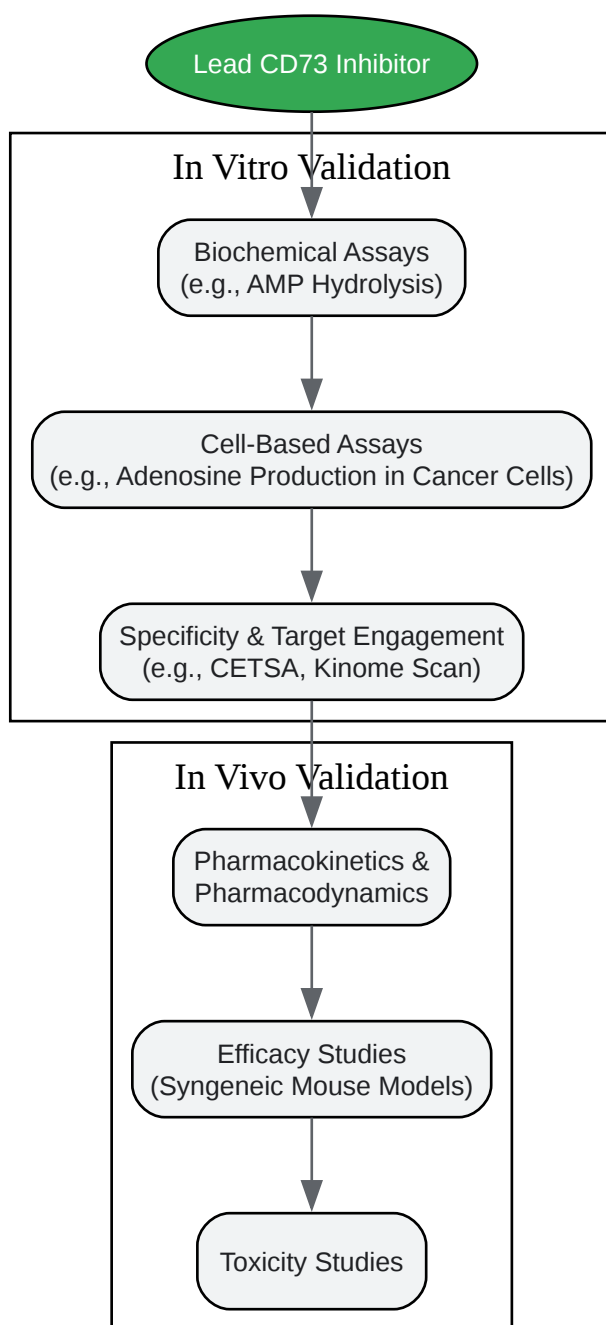 Lead CD73 Inhibitor
In Vitro Validation
Biochemical Assays
(e.g., AMP Hydrolysis)
Cell-Based Assays
(e.g., Adenosine Production in Cancer Cells)
Specificity & Target Engagement
(e.g., CETSA, Kinome Scan)
In Vivo Validation
Pharmacokinetics &
Pharmacodynamics
Efficacy Studies
(Syngeneic Mouse Models)
Toxicity Studies